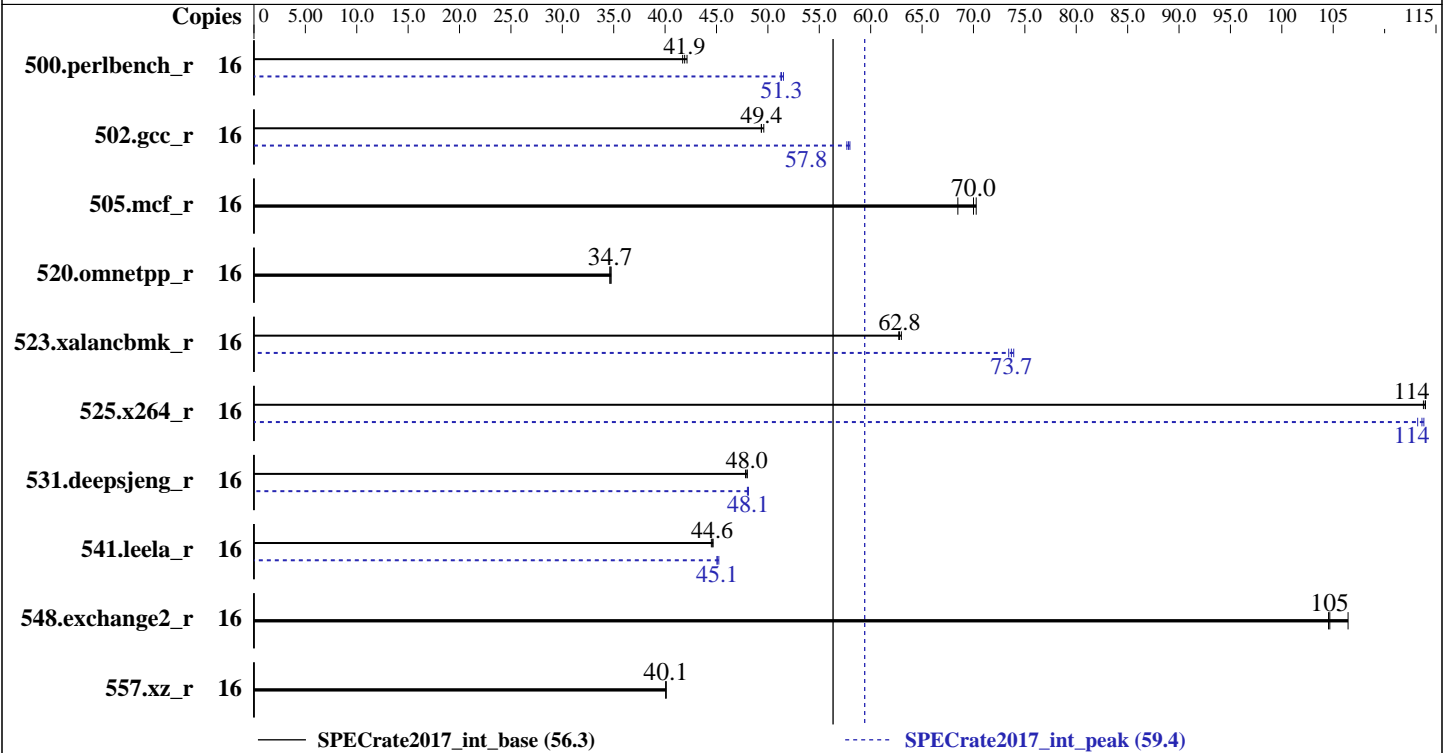 Copies 0 5.00 10.0 15.0 20.0 25.0 30.0 35.0 40.0 45.0 50.0 55.0 60.0 65.0 70.0 75.0 80.0 85.0 90.0 95.0 100 105 115
500.perlbench_r 16 41.9
51.3
502.gcc_r 16 49.4
57.8
505.mcf_r 16 70.0
520.omnetpp_r 16 34.7
523.xalancbmk_r 16 62.8
73.7
525.x264_r 16 114
114
531.deepsjeng_r 16 48.0
48.1
541.leela_r 16 44.6
45.1
548.exchange2_r 16 105
557.xz_r 16 40.1
SPECrate2017_int_base (56.3) SPECrate2017_int_peak (59.4)